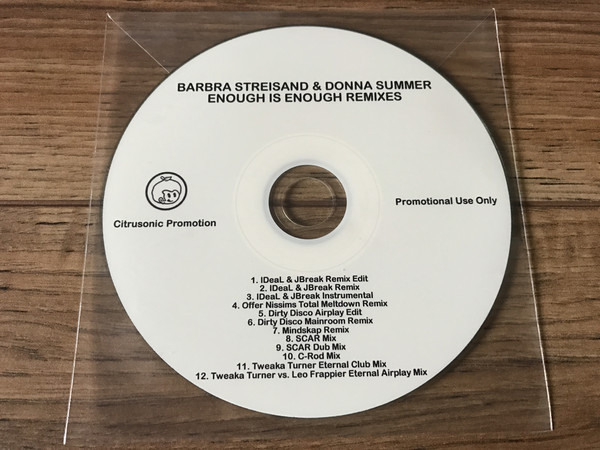 BARBRA STREISAND & DONNA SUMMER
ENOUGH IS ENOUGH REMIXES
Citrusonic Promotion
Promotional Use Only
1. IDeaL & JBreak Remix Edit
2. IDeaL & JBreak Remix
3. IDeaL & JBreak Instrumental
4. Offer Nissims Total Meltdown Remix
5. Dirty Disco Airplay Edit
6. Dirty Disco Mainroom Remix
7. Mindskap Remix
8. SCAR Mix
9. SCAR Dub Mix
10. C-Rod Mix
11. Tweaka Turner Eternal Club Mix
12. Tweaka Turner vs. Leo Frappier Eternal Airplay Mix